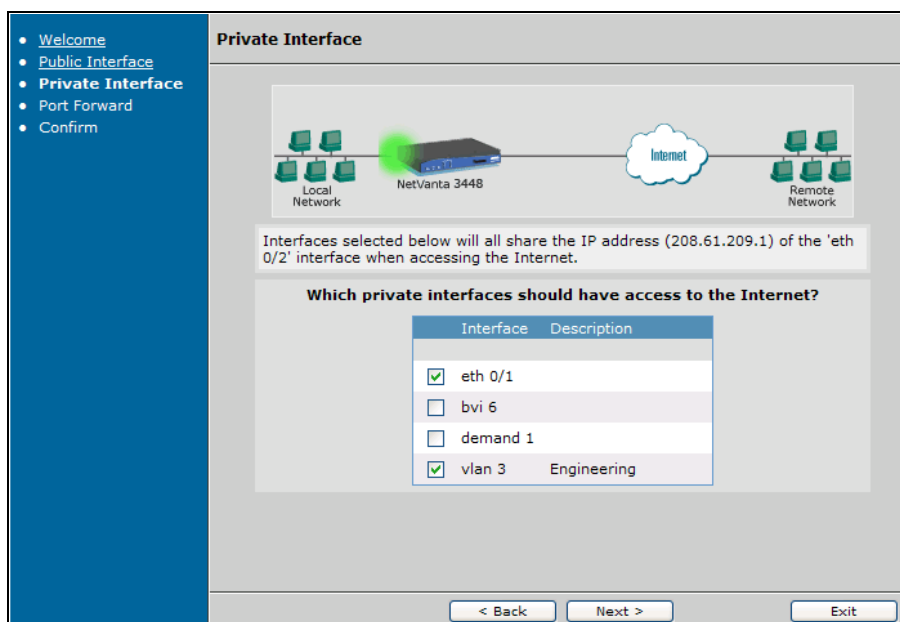 Welcome
Public Interface
Private Interface
Port Forward
Confirm
Private Interface
Internet
NetVanta 3448
Local
Network
Remote
Network
Interfaces selected below will all share the IP address (208.61.209.1) of the 'eth
0/2' interface when accessing the Internet.
Which private interfaces should have access to the Internet?
Interface Description
eth 0/1
bvi 6
demand 1
vlan 3 Engineering
< Back Next > Exit